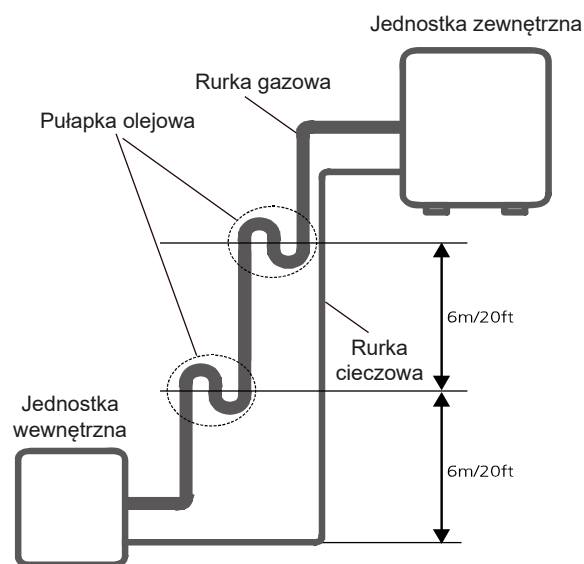 Jednostka zewnętrzna
Rurka gazowa
Pułapka olejowa
6m/20ft
Rurka
cieczowa
Jednostka
wewnętrzna
6m/20ft